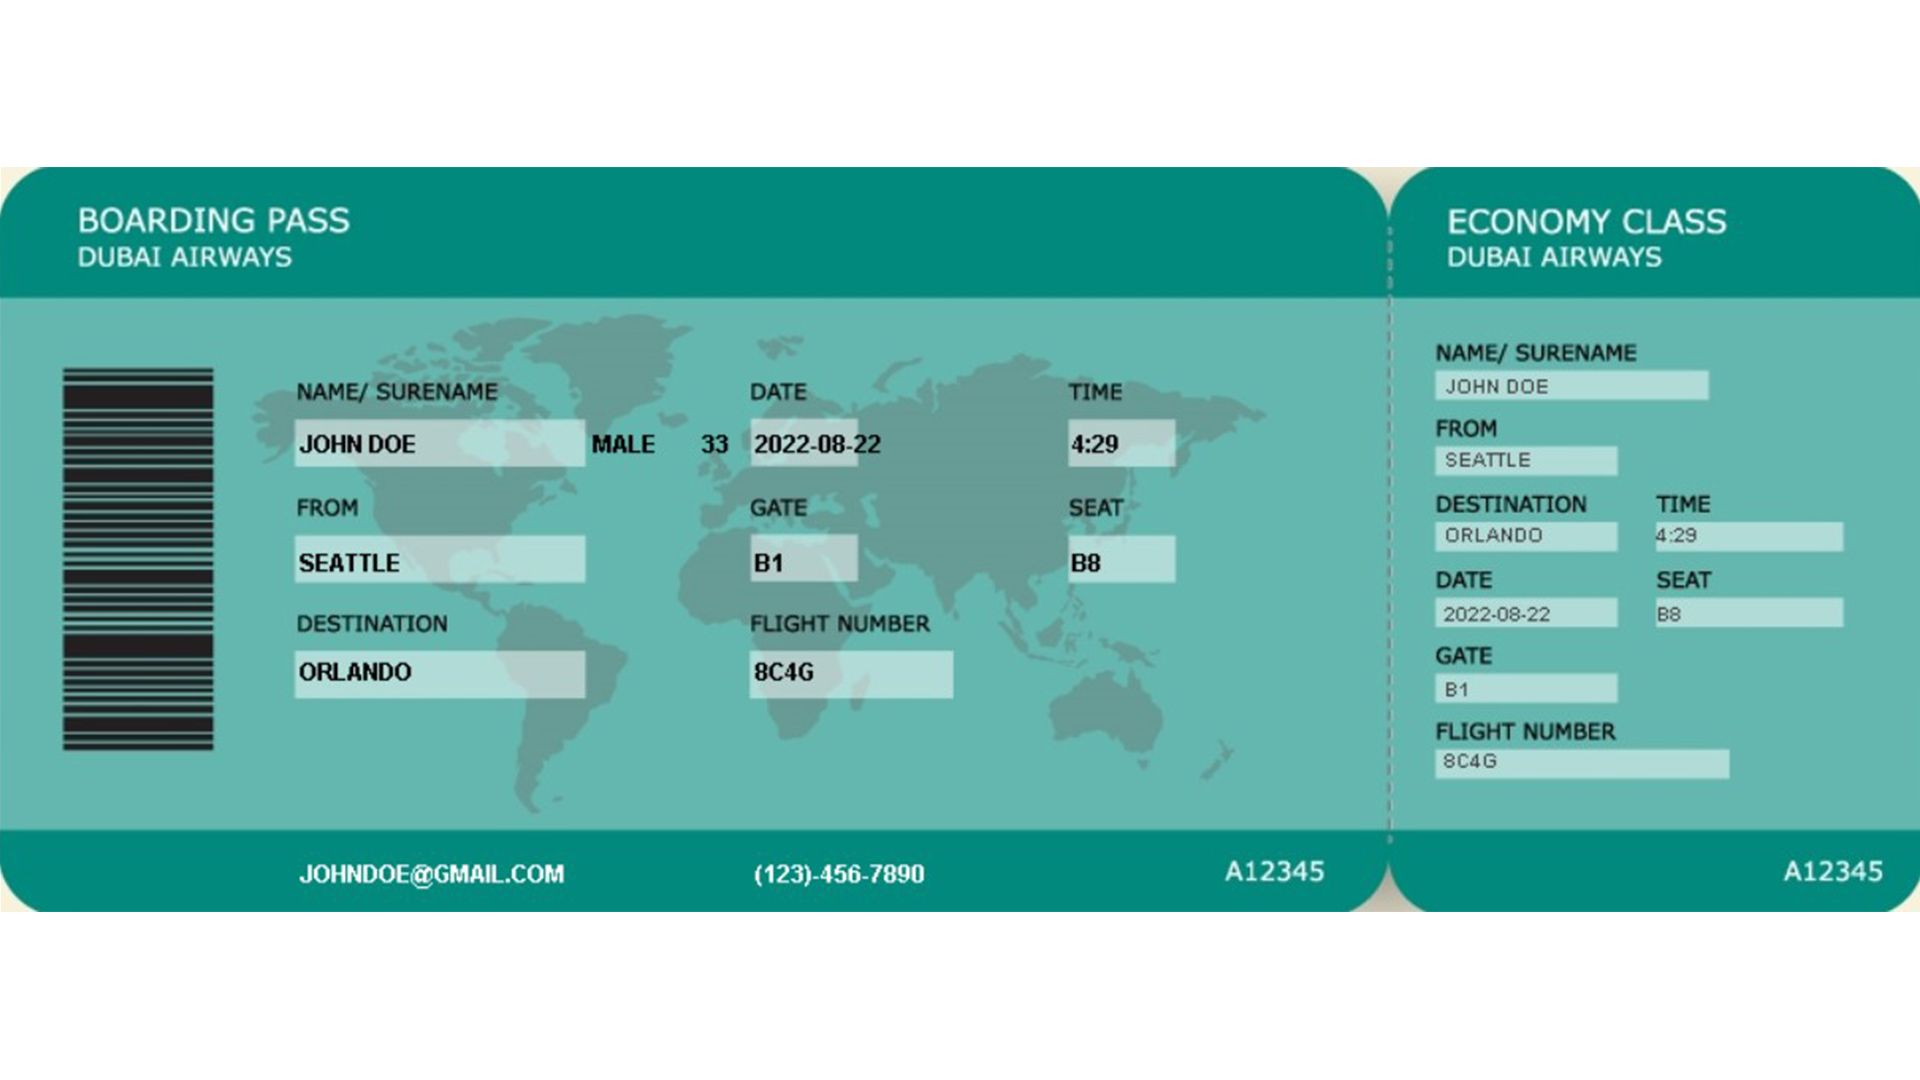 BOARDING PASS
DUBAI AIRWAYS
NAME/ SURENAME DATE TIME
JOHN DOE MALE 33 2022-08-22 4:29
FROM GATE SEAT
SEATTLE B1 B8
DESTINATION FLIGHT NUMBER
ORLANDO 8C4G
JOHNDOE@GMAIL.COM (123)-456-7890 A12345
ECONOMY CLASS
DUBAI AIRWAYS
NAME/ SURENAME
JOHN DOE
FROM
SEATTLE
DESTINATION TIME
ORLANDO 4:29
DATE SEAT
2022-08-22 B8
GATE
B1
FLIGHT NUMBER
8C4G
A12345